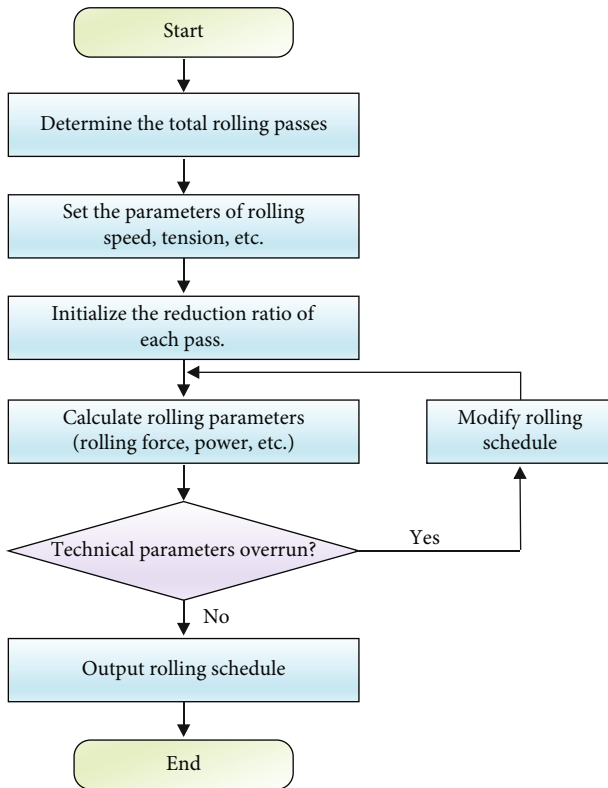 Start
Determine the total rolling passes
Set the parameters of rolling
speed, tension, etc.
Initialize the reduction ratio of
each pass.
Calculate rolling parameters
(rolling force, power, etc.)
Modify rolling
schedule
Technical parameters overrun?
Yes
No
Output rolling schedule
End